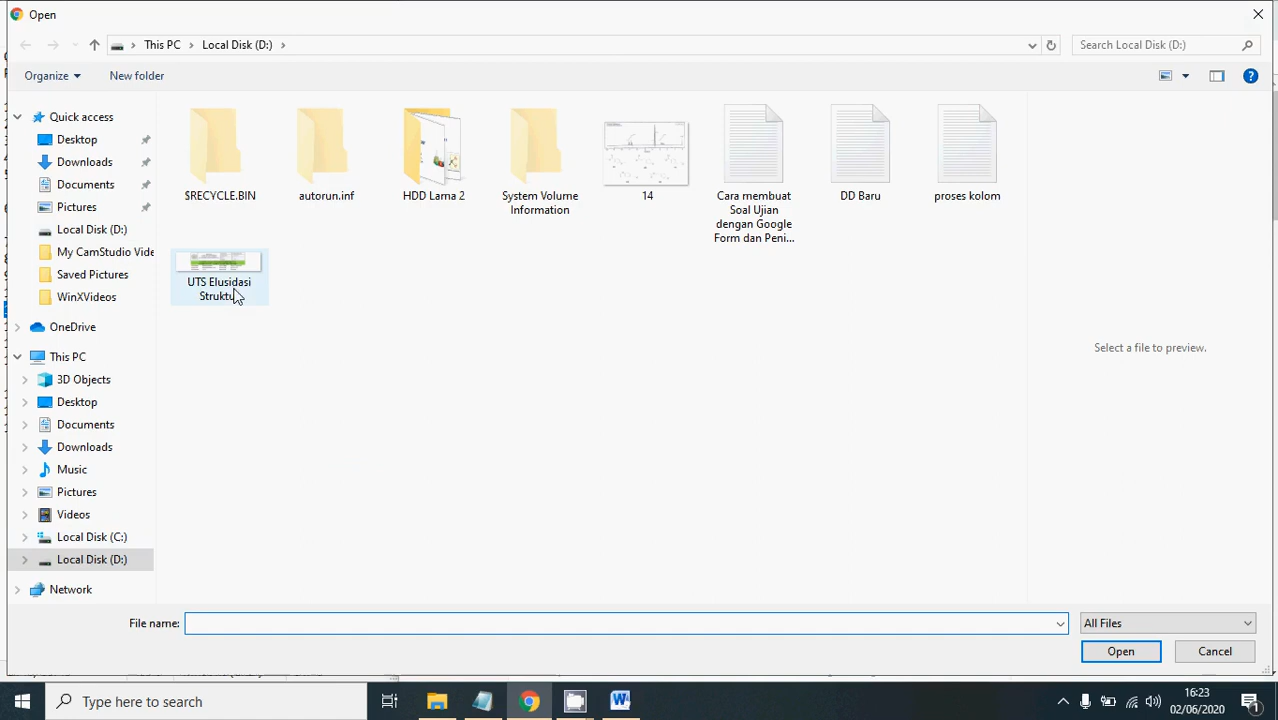 Open
This PC
Local Disk (D:)
Search Local Disk (D:)
Organize
New folder
Quick access
Desktop
Downloads
Documents
Pictures
Local Disk (D:)
My CamStudio Vide
Saved Pictures
WinXVideos
OneDrive
This PC
3D Objects
Desktop
Documents
Downloads
Music
Pictures
Videos
Local Disk (C:)
Local Disk (D:)
Network
$RECYCLE.BIN
autorun.inf
HDD Lama 2
System Volume
Information
14
Cara membuat
Soal Ujian
dengan Google
Form dan Peni...
DD Baru
proses kolom
UTS Elusidasi
Struktur
Select a file to preview.
File name:
All Files
Open
Cancel
Type here to search
16:23
02/06/2020